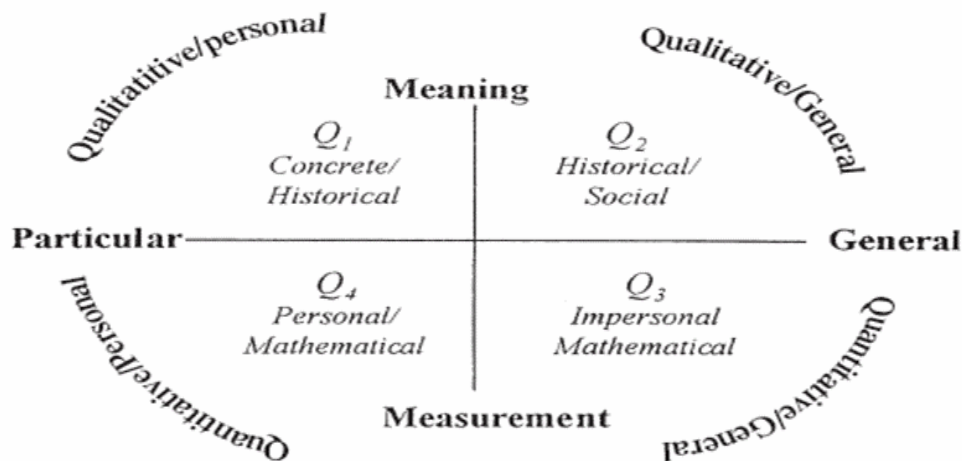 Qualitatitive/personal
Qualitative/General
Meaning
Q1
Concrete/
Historical
Q2
Historical/
Social
Particular
General
Q4
Personal/
Mathematical
Q3
Impersonal
Mathematical
Quantitative/Personal
Quantitative/General
Measurement